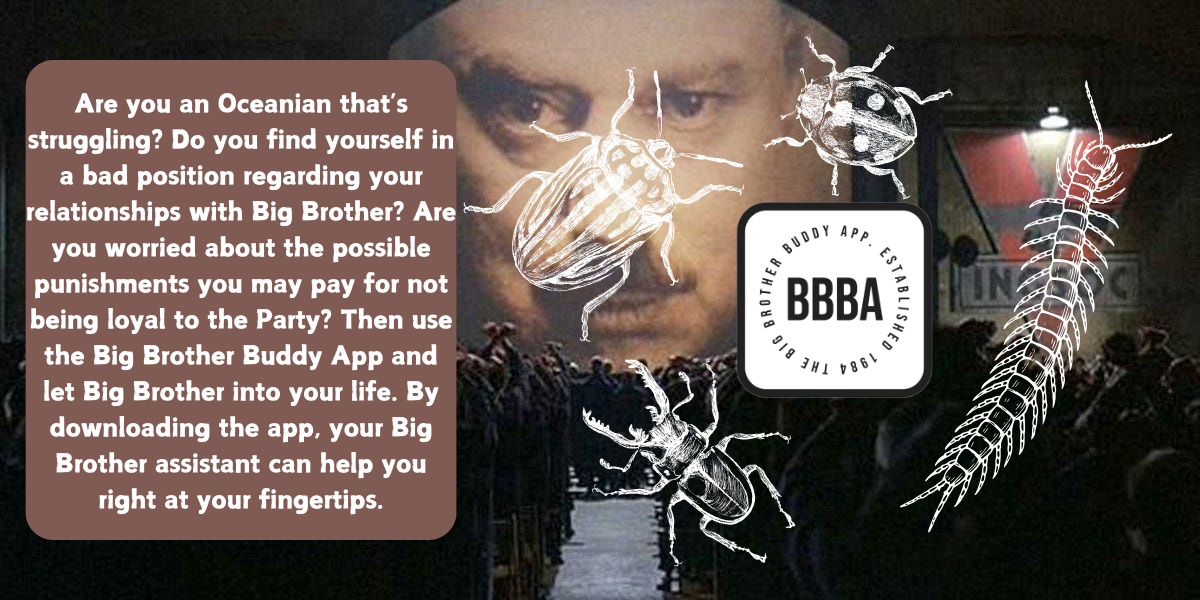 Are you an Oceanian that's
struggling? Do you find yourself in
a bad position regarding your
relationships with Big Brother? Are
you worried about the possible
punishments you may pay for not
being loyal to the Party? Then use
the Big Brother Buddy App and
let Big Brother into your life. By
downloading the app, your Big
Brother assistant can help you
right at your fingertips.
THE BIG BROTHER BUDDY APP. ESTABLISHED 1984
BBBA